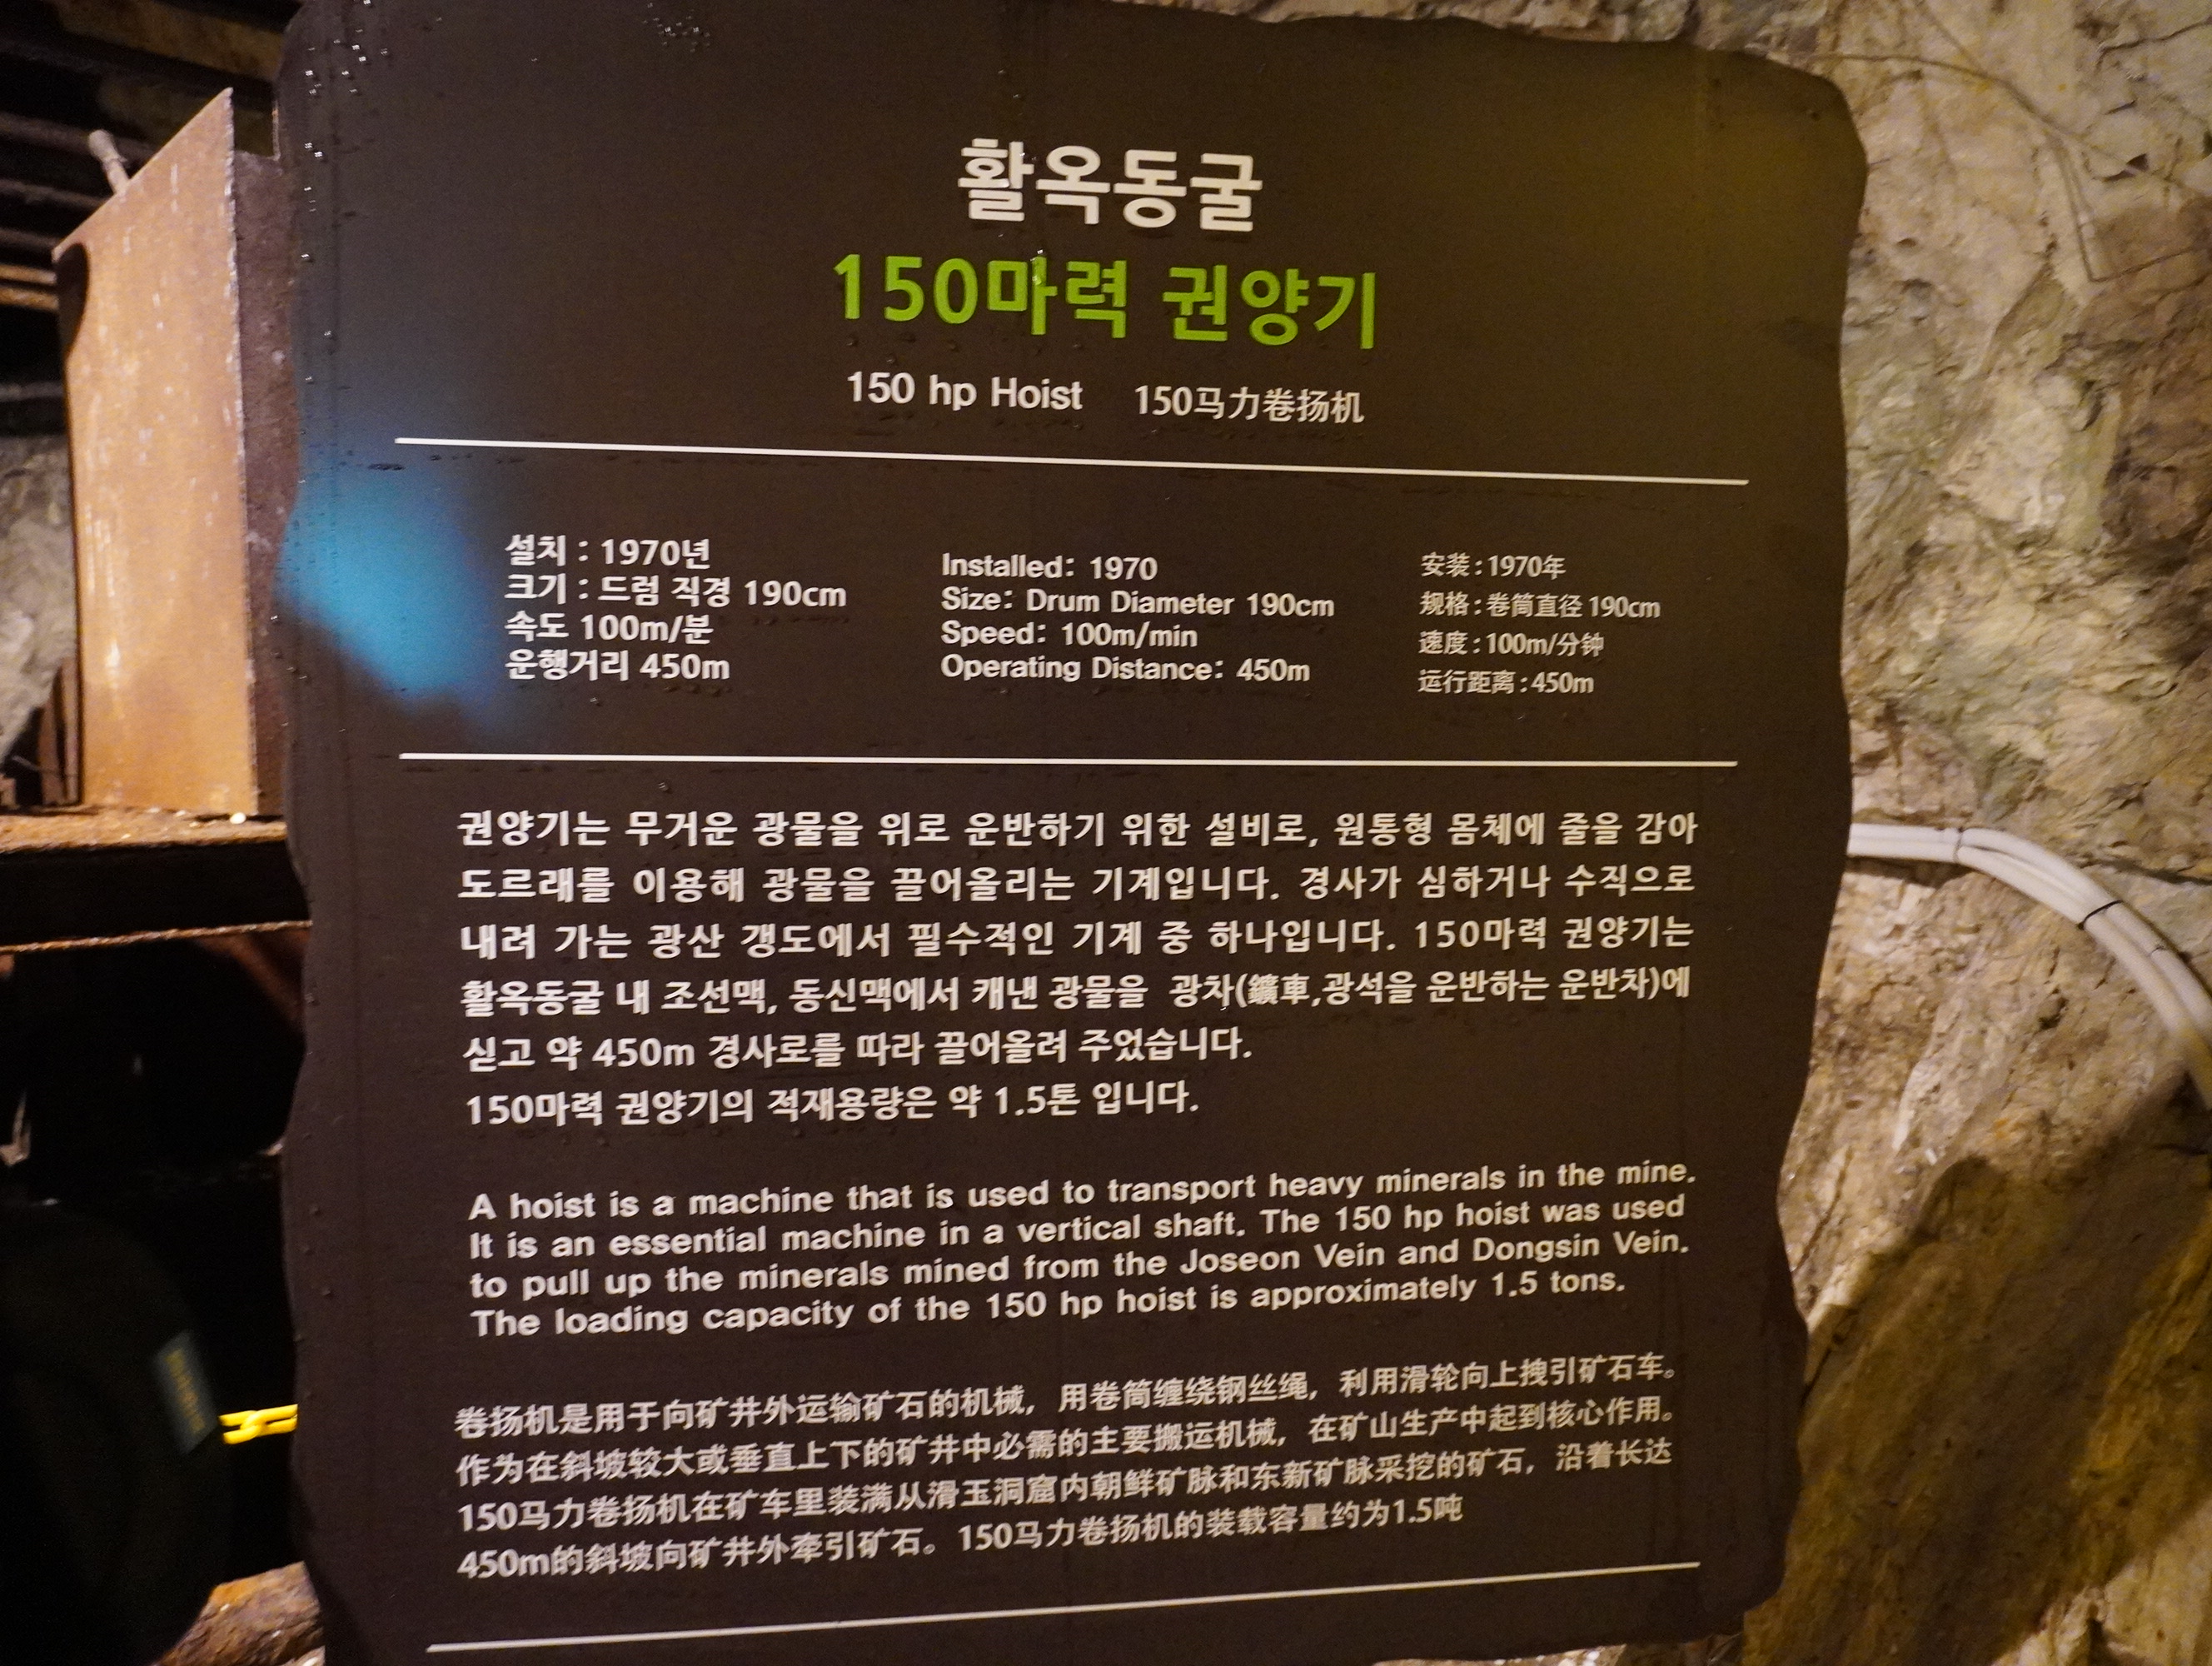 활옥동굴
150마력 권양기
150 hp Hoist 150马力卷扬机
설치 : 1970년
크기 : 드럼 직경 190cm
속도 100m/분
운행거리 450m
Installed: 1970
Size: Drum Diameter 190cm
Speed: 100m/min
Operating Distance: 450m
安装 : 1970年
规格 : 卷筒直径 190cm
速度 : 100m/分钟
运行距离 : 450m
권양기는 무거운 광물을 위로 운반하기 위한 설비로, 원통형 몸체에 줄을 감아
도르래를 이용해 광물을 끌어올리는 기계입니다. 경사가 심하거나 수직으로
내려 가는 광산 갱도에서 필수적인 기계 중 하나입니다. 150마력 권양기는
활옥동굴 내 조선맥, 동신맥에서 캐낸 광물을 광차(鑛車,광석을 운반하는 운반차)에
싣고 약 450m 경사로를 따라 끌어올려 주었습니다.
150마력 권양기의 적재용량은 약 1.5톤 입니다.
A hoist is a machine that is used to transport heavy minerals in the mine.
It is an essential machine in a vertical shaft. The 150 hp hoist was used
to pull up the minerals mined from the Joseon Vein and Dongsin Vein.
The loading capacity of the 150 hp hoist is approximately 1.5 tons.
卷扬机是用于向矿井外运输矿石的机械，用卷筒缠绕钢丝绳，利用滑轮向上拽引矿石车。
作为在斜坡较大或垂直上下的矿井中必需的主要搬运机械，在矿山生产中起到核心作用。
150马力卷扬机在矿车里装满从滑玉洞窟内朝鲜矿脉和东新矿脉采挖的矿石，沿着长达
450m的斜坡向矿井外牵引矿石。150马力卷扬机的装载容量约为1.5吨